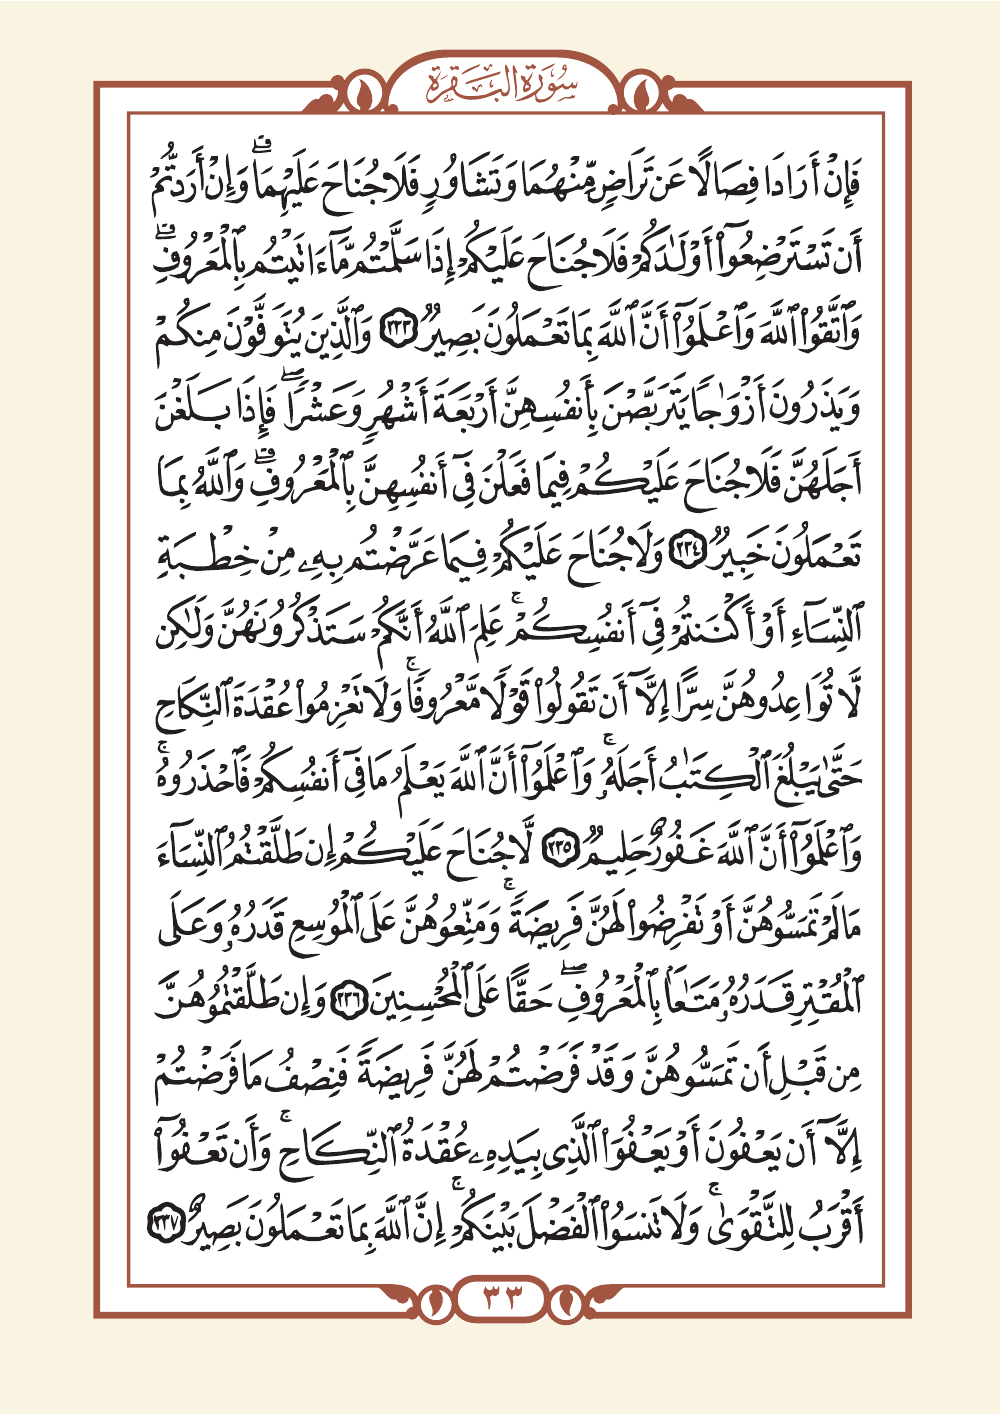 سُورَةُ البَقَرَةِ
فَإِنْ أَرَادَا فِصَالًا عَن تَرَاضٍ مِّنْهُمَا وَتَشَاوُرٍ فَلَا جُنَاحَ عَلَيْهِمَاۗ وَإِنْ أَرَدتُّمْ
أَن تَسْتَرْضِعُوٓاْ أَوْلَٰدَكُمْ فَلَا جُنَاحَ عَلَيْكُمْ إِذَا سَلَّمْتُم مَّآ ءَاتَيْتُم بِٱلْمَعْرُوفِۗ
وَٱتَّقُواْ ٱللَّهَ وَٱعْلَمُوٓاْ أَنَّ ٱللَّهَ بِمَا تَعْمَلُونَ بَصِيرٌ ٢٣٣ وَٱلَّذِينَ يُتَوَفَّوْنَ مِنكُمْ
وَيَذَرُونَ أَزْوَٰجًا يَتَرَبَّصْنَ بِأَنفُسِهِنَّ أَرْبَعَةَ أَشْهُرٍ وَعَشْرًاۖ فَإِذَا بَلَغْنَ
أَجَلَهُنَّ فَلَا جُنَاحَ عَلَيْكُمْ فِيمَا فَعَلْنَ فِيٓ أَنفُسِهِنَّ بِٱلْمَعْرُوفِۗ وَٱللَّهُ بِمَا
تَعْمَلُونَ خَبِيرٌ ٢٣٤ وَلَا جُنَاحَ عَلَيْكُمْ فِيمَا عَرَّضْتُم بِهِۦ مِنْ خِطْبَةِ
ٱلنِّسَآءِ أَوْ أَكْنَنتُمْ فِيٓ أَنفُسِكُمْۚ عَلِمَ ٱللَّهُ أَنَّكُمْ سَتَذْكُرُونَهُنَّ وَلَٰكِن
لَّا تُوَاعِدُوهُنَّ سِرًّا إِلَّآ أَن تَقُولُواْ قَوْلًا مَّعْرُوفًاۚ وَلَا تَعْزِمُواْ عُقْدَةَ ٱلنِّكَاحِ
حَتَّىٰ يَبْلُغَ ٱلْكِتَٰبُ أَجَلَهُۥۚ وَٱعْلَمُوٓاْ أَنَّ ٱللَّهَ يَعْلَمُ مَا فِيٓ أَنفُسِكُمْ فَٱحْذَرُوهُۚ
وَٱعْلَمُوٓاْ أَنَّ ٱللَّهَ غَفُورٌ حَلِيمٌ ٢٣٥ لَّا جُنَاحَ عَلَيْكُمْ إِن طَلَّقْتُمُ ٱلنِّسَآءَ
مَا لَمْ تَمَسُّوهُنَّ أَوْ تَفْرِضُواْ لَهُنَّ فَرِيضَةًۚ وَمَتِّعُوهُنَّ عَلَى ٱلْمُوسِعِ قَدَرُهُۥ وَعَلَى
ٱلْمُقْتِرِ قَدَرُهُۥ مَتَٰعًۢا بِٱلْمَعْرُوفِۖ حَقًّا عَلَى ٱلْمُحْسِنِينَ ٢٣٦ وَإِن طَلَّقْتُمُوهُنَّ
مِن قَبْلِ أَن تَمَسُّوهُنَّ وَقَدْ فَرَضْتُمْ لَهُنَّ فَرِيضَةً فَنِصْفُ مَا فَرَضْتُمْ
إِلَّآ أَن يَعْفُونَ أَوْ يَعْفُوَاْ ٱلَّذِي بِيَدِهِۦ عُقْدَةُ ٱلنِّكَاحِۚ وَأَن تَعْفُوٓاْ
أَقْرَبُ لِلتَّقْوَىٰۚ وَلَا تَنسَوُاْ ٱلْفَضْلَ بَيْنَكُمْۚ إِنَّ ٱللَّهَ بِمَا تَعْمَلُونَ بَصِيرٌ ٢٣٧
٣٣